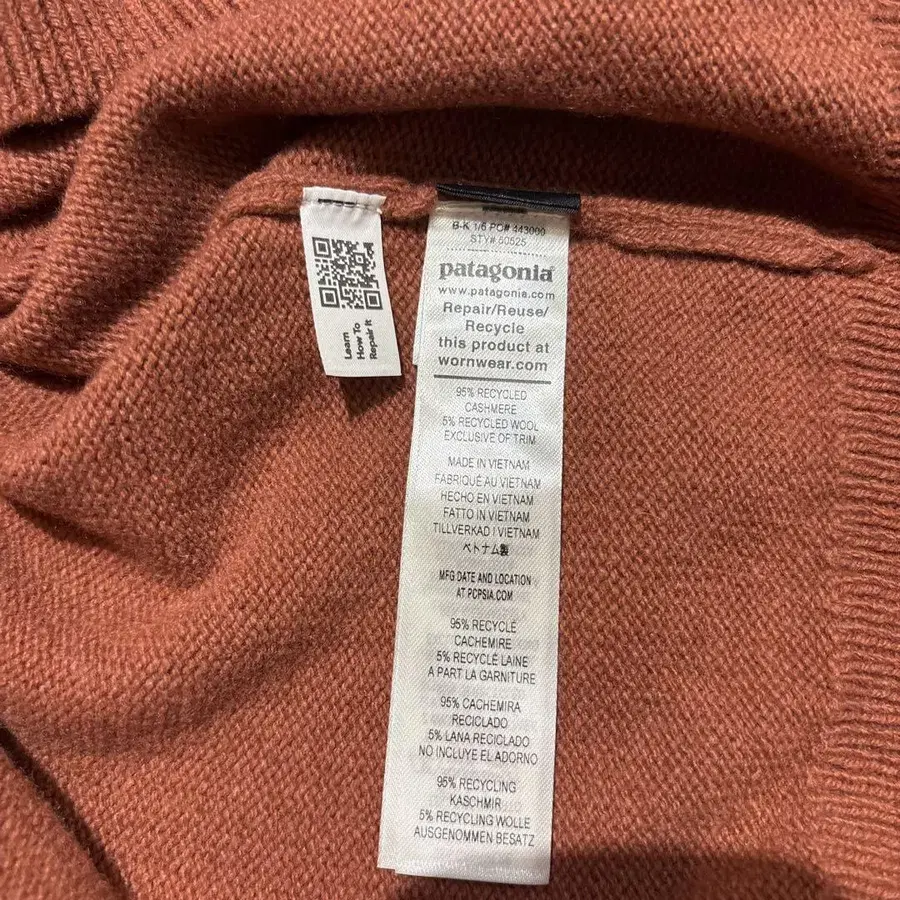 Learn
How To
Repair It
B-K 1/6 PO# 443000
STY# 50525
patagonia
www.patagonia.com
Repair/Reuse/
Recycle
this product at
wornwear.com
95% RECYCLED
CASHMERE
5% RECYCLED WOOL
EXCLUSIVE OF TRIM
MADE IN VIETNAM
FABRIQUÉ AU VIETNAM
HECHO EN VIETNAM
FATTO IN VIETNAM
TILLVERKAD I VIETNAM
ベトナム製
MFG DATE AND LOCATION
AT PCPSIA.COM
95% RECYCLÉ
CACHEMIRE
5% RECYCLÉ LAINE
A PART LA GARNITURE
95% CACHEMIRA
RECICLADO
5% LANA RECICLADO
NO INCLUYE EL ADORNO
95% RECYCLING
KASCHMIR
5% RECYCLING WOLLE
AUSGENOMMEN BESATZ